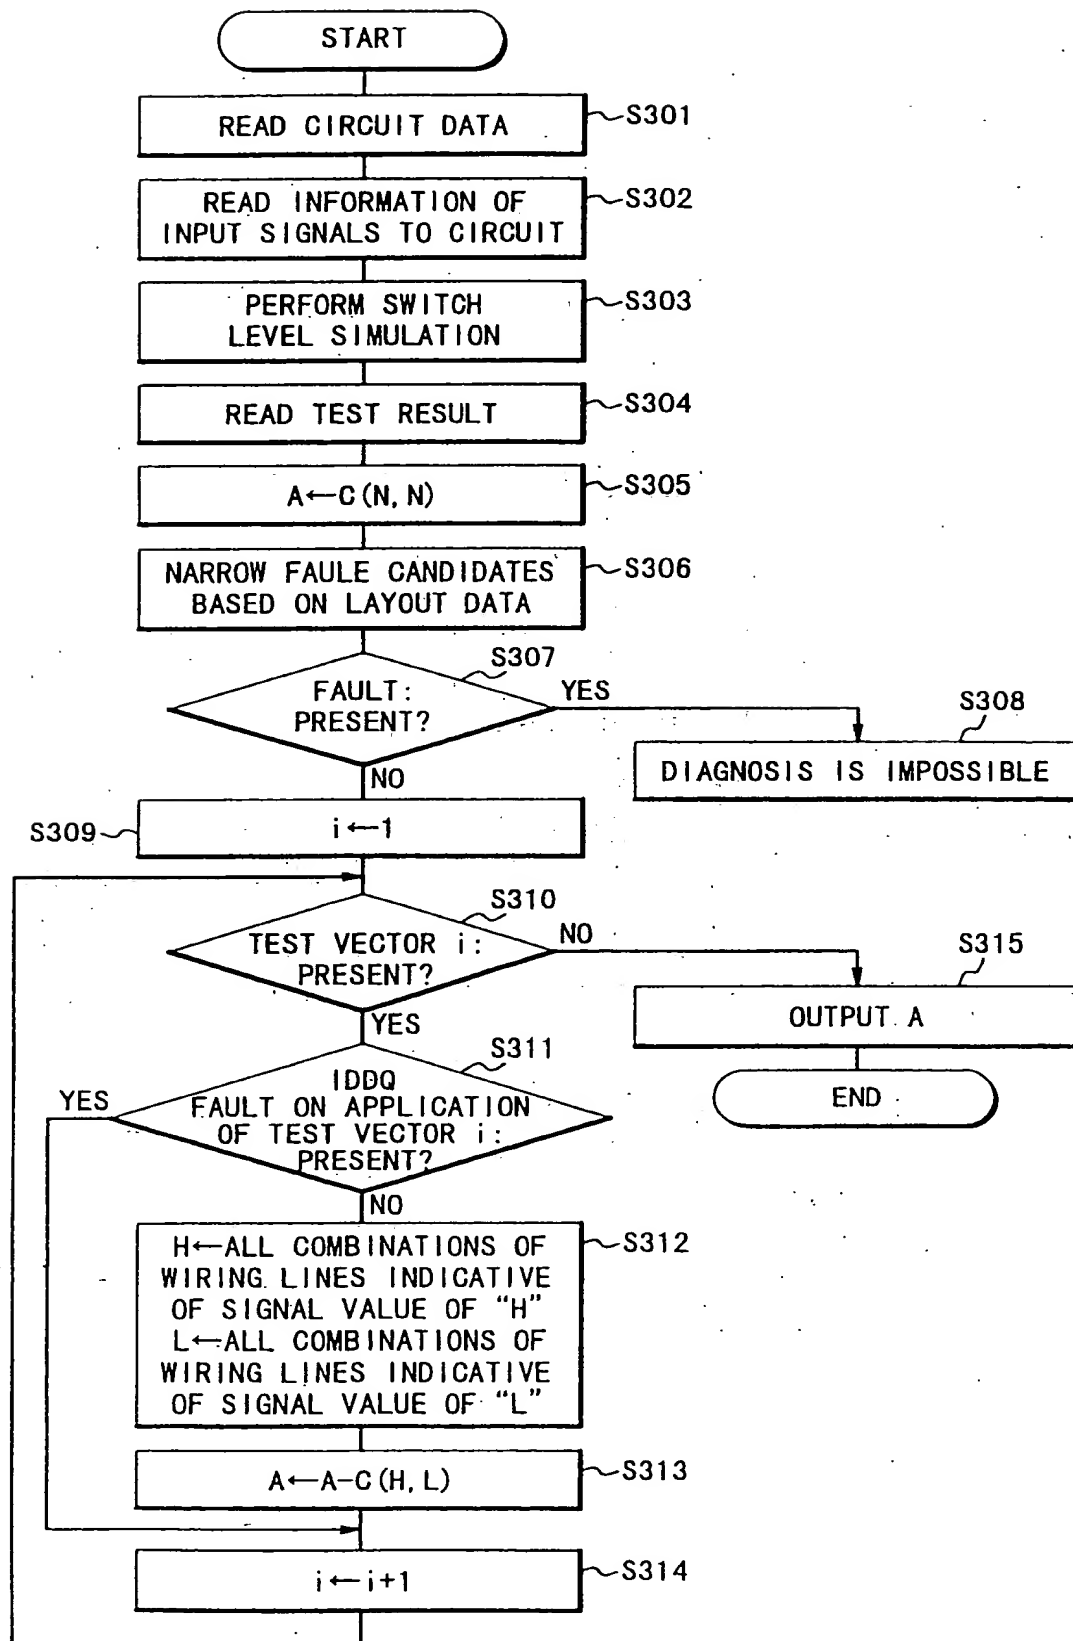 START
READ CIRCUIT DATA
S301
READ INFORMATION OF
INPUT SIGNALS TO CIRCUIT
S302
PERFORM SWITCH
LEVEL SIMULATION
S303
READ TEST RESULT
S304
A←C(N,N)
S305
NARROW FAULE CANDIDATES
BASED ON LAYOUT DATA
S306
S307
FAULT:
PRESENT?
YES
NO
S308
DIAGNOSIS IS IMPOSSIBLE
S309
i←1
S310
TEST VECTOR i:
PRESENT?
NO
YES
S315
OUTPUT A
END
S311
IDDQ
FAULT ON APPLICATION
OF TEST VECTOR i:
PRESENT?
YES
NO
H←ALL COMBINATIONS OF
WIRING LINES INDICATIVE
OF SIGNAL VALUE OF "H"
L←ALL COMBINATIONS OF
WIRING LINES INDICATIVE
OF SIGNAL VALUE OF "L"
S312
A←A-C(H,L)
S313
i←i+1
S314